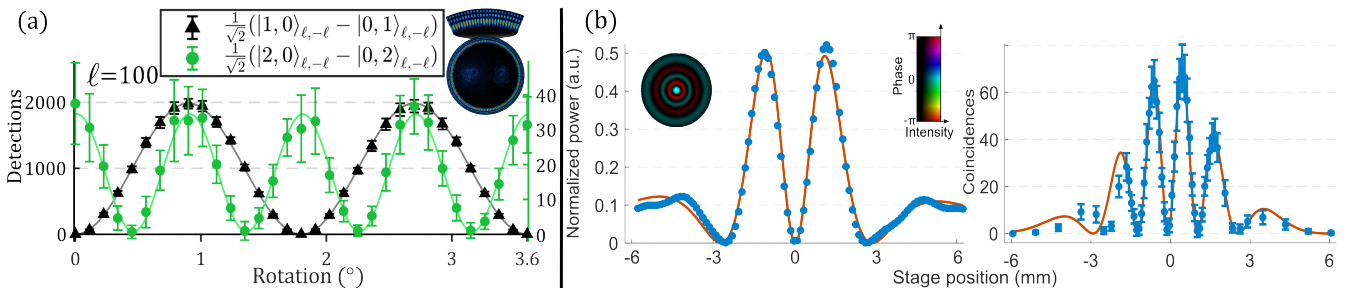 (a)
1/√2(|1,0⟩ℓ,−ℓ − |0,1⟩ℓ,−ℓ)
1/√2(|2,0⟩ℓ,−ℓ − |0,2⟩ℓ,−ℓ)
ℓ=100
Detections
2000
1000
0
40
30
20
10
0
0
1
2
3
3.6
Rotation (°)
(b)
Normalized power (a.u.)
0.5
0.4
0.3
0.2
0.1
0
π
Phase
0
-π
Intensity
-6
-3
0
3
6
Coincidences
60
40
20
0
-6
-3
0
3
6
Stage position (mm)